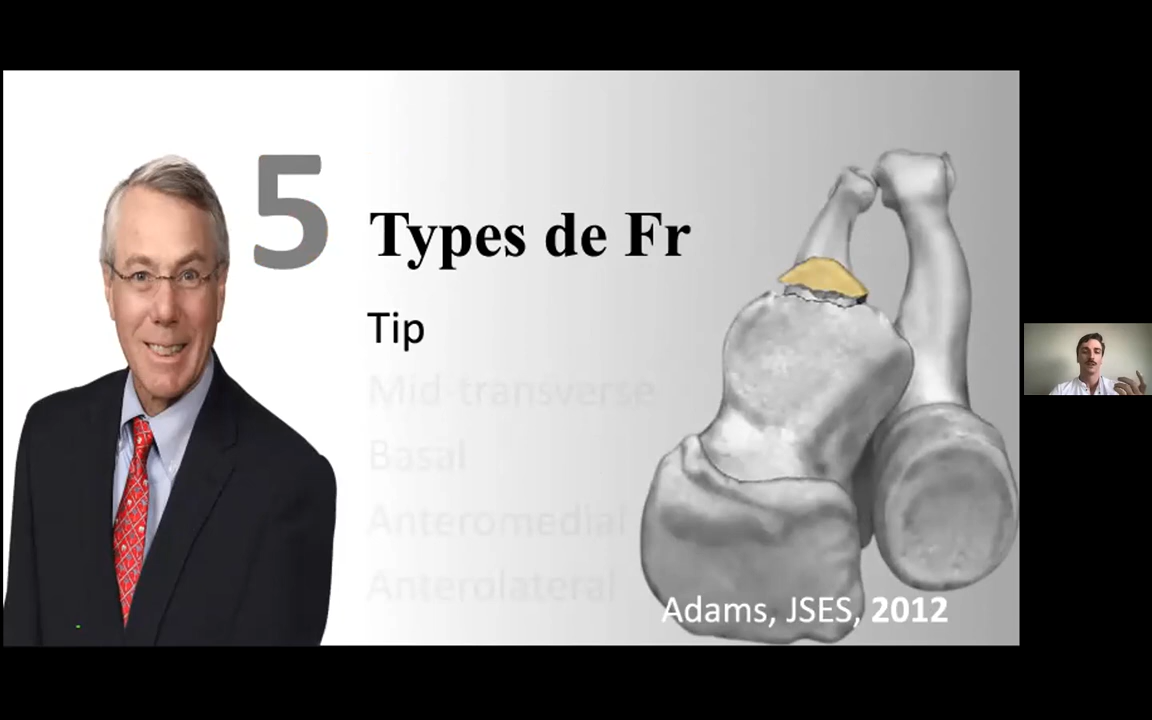 5
Types de Fr
Tip
Mid-transverse
Basal
Anteromedial
Anterolateral
Adams, JSES, 2012